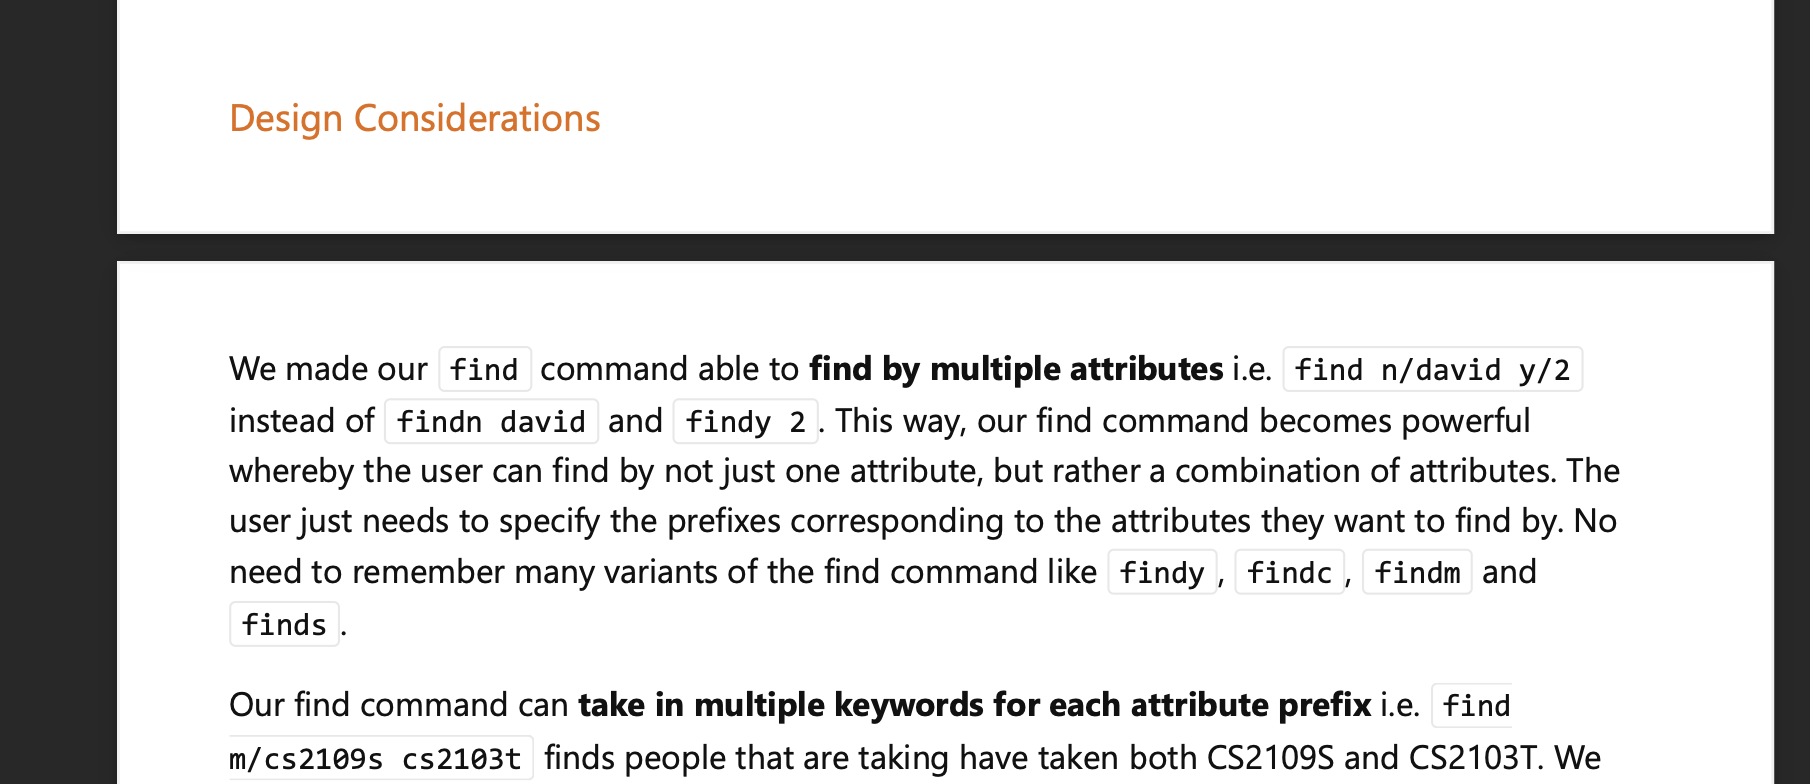 Design Considerations
We made our find command able to find by multiple attributes i.e. find n/david y/2
instead of findn david and findy 2. This way, our find command becomes powerful
whereby the user can find by not just one attribute, but rather a combination of attributes. The
user just needs to specify the prefixes corresponding to the attributes they want to find by. No
need to remember many variants of the find command like findy, findc, findm and
finds.
Our find command can take in multiple keywords for each attribute prefix i.e. find
m/cs2109s cs2103t finds people that are taking have taken both CS2109S and CS2103T. We